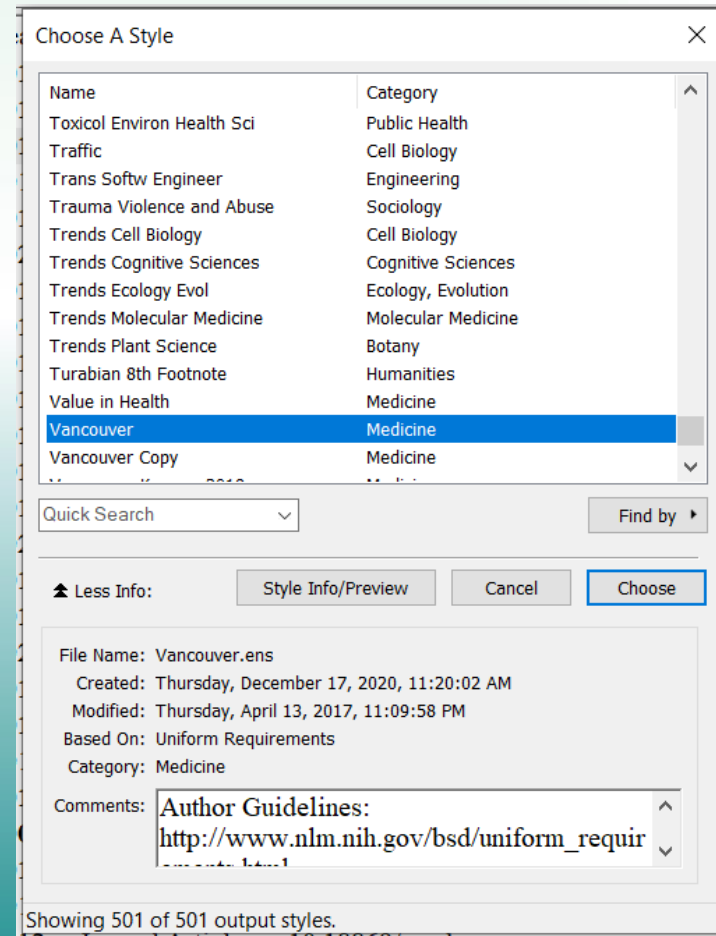 Choose A Style
Name Category
Toxicol Environ Health Sci Public Health
Traffic Cell Biology
Trans Softw Engineer Engineering
Trauma Violence and Abuse Sociology
Trends Cell Biology Cell Biology
Trends Cognitive Sciences Cognitive Sciences
Trends Ecology Evol Ecology, Evolution
Trends Molecular Medicine Molecular Medicine
Trends Plant Science Botany
Turabian 8th Footnote Humanities
Value in Health Medicine
Vancouver Medicine
Vancouver Copy Medicine
Quick Search Find by
Less Info: Style Info/Preview Cancel Choose
File Name: Vancouver.ens
Created: Thursday, December 17, 2020, 11:20:02 AM
Modified: Thursday, April 13, 2017, 11:09:58 PM
Based On: Uniform Requirements
Category: Medicine
Comments: Author Guidelines:
http://www.nlm.nih.gov/bsd/uniform_requir
ements.html
Showing 501 of 501 output styles.